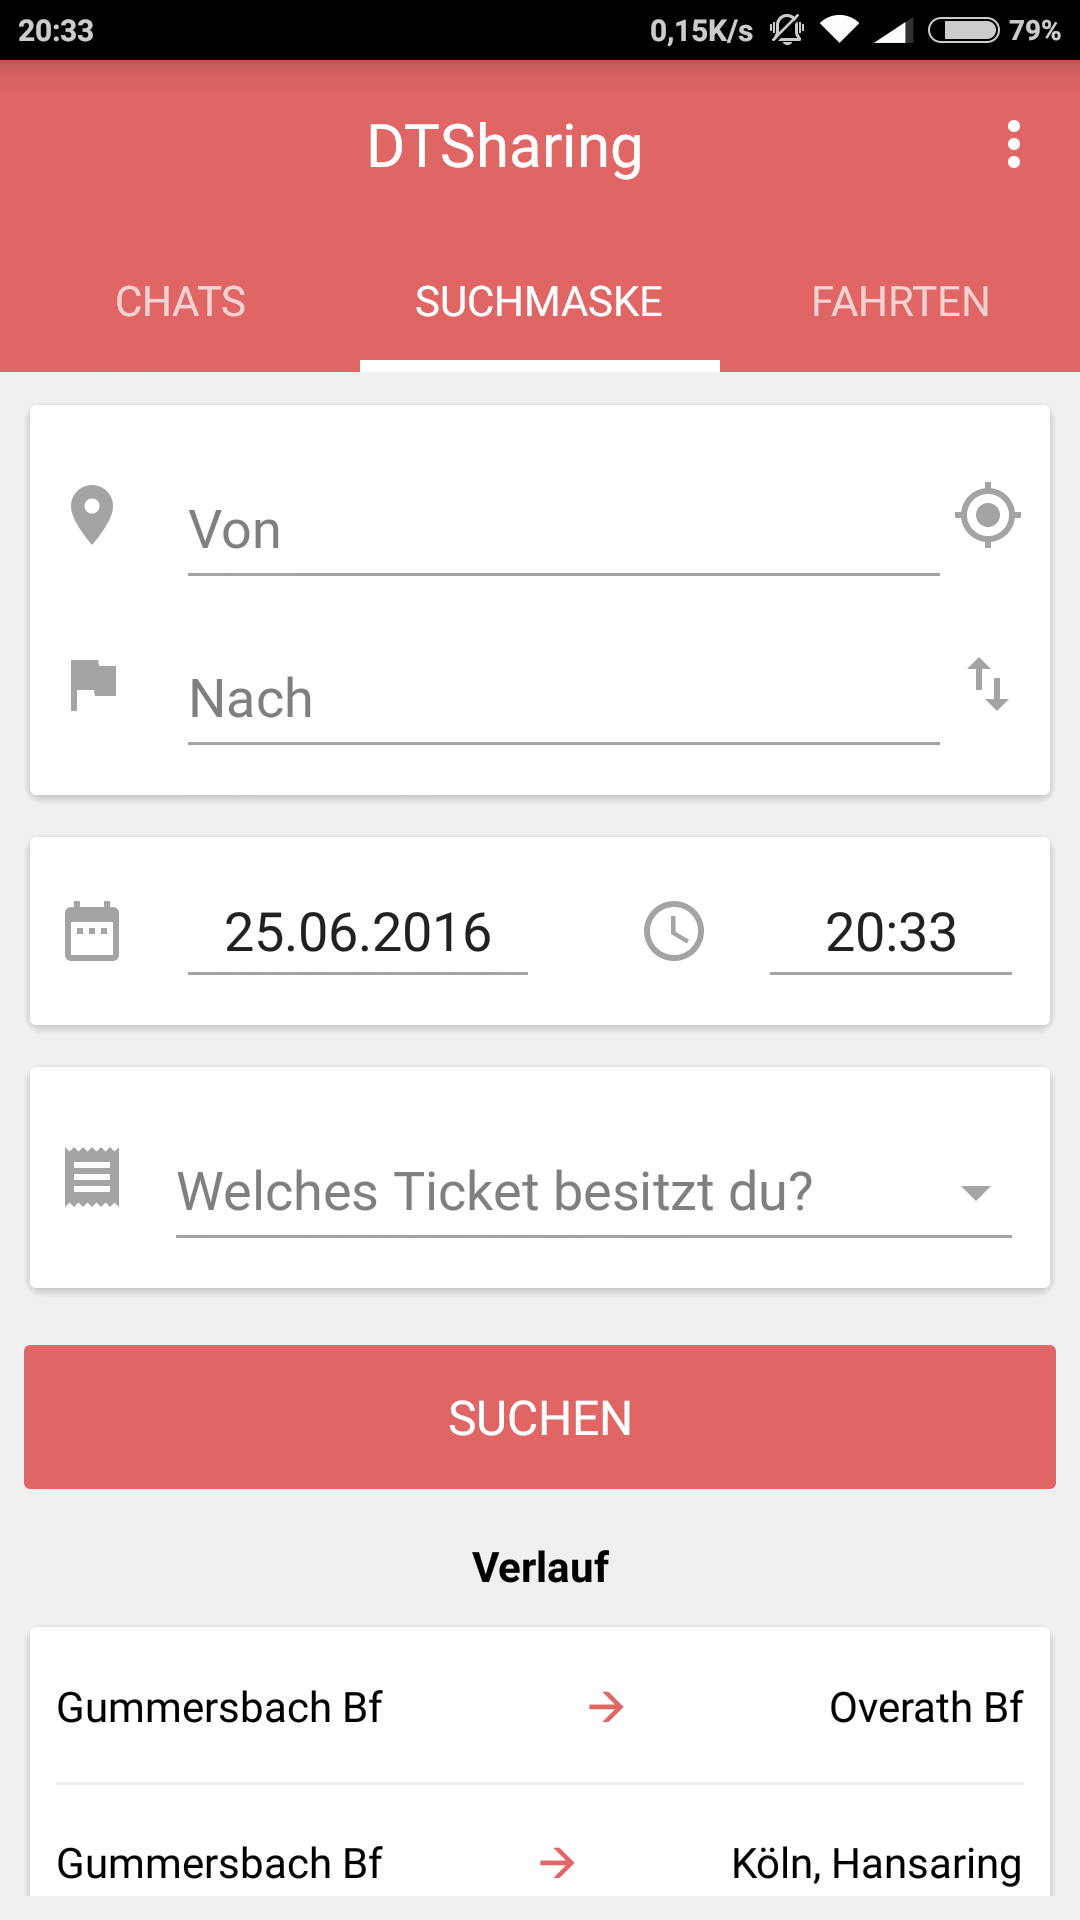 20:33 0,15K/s 79%
DTSharing
CHATS SUCHMASKE FAHRTEN
Von
Nach
25.06.2016 20:33
Welches Ticket besitzt du?
SUCHEN
Verlauf
Gummersbach Bf Overath Bf
Gummersbach Bf Köln, Hansaring